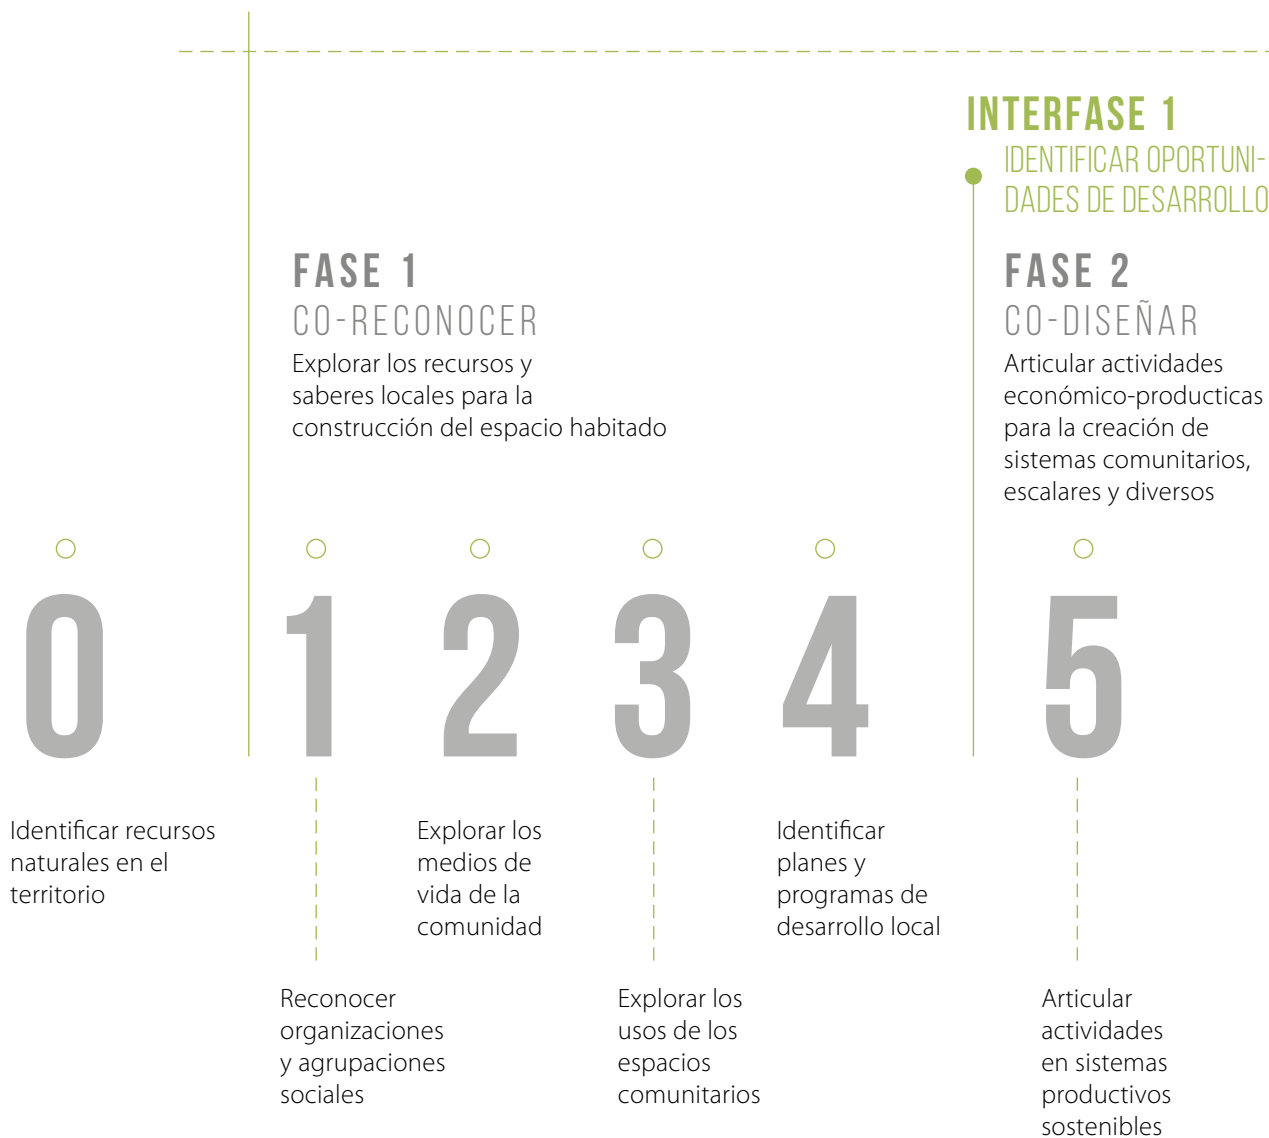 INTERFASE 1
IDENTIFICAR OPORTUNI-
DADES DE DESARROLLO
FASE 1
CO-RECONOCER
Explorar los recursos y
saberes locales para la
construcción del espacio habitado
FASE 2
CO-DISEÑAR
Articular actividades
económico-producticas
para la creación de
sistemas comunitarios,
escalares y diversos
0
Identificar recursos
naturales en el
territorio
1
Reconocer
organizaciones
y agrupaciones
sociales
2
Explorar los
medios de
vida de la
comunidad
3
Explorar los
usos de los
espacios
comunitarios
4
Identificar
planes y
programas de
desarrollo local
5
Articular
actividades
en sistemas
productivos
sostenibles